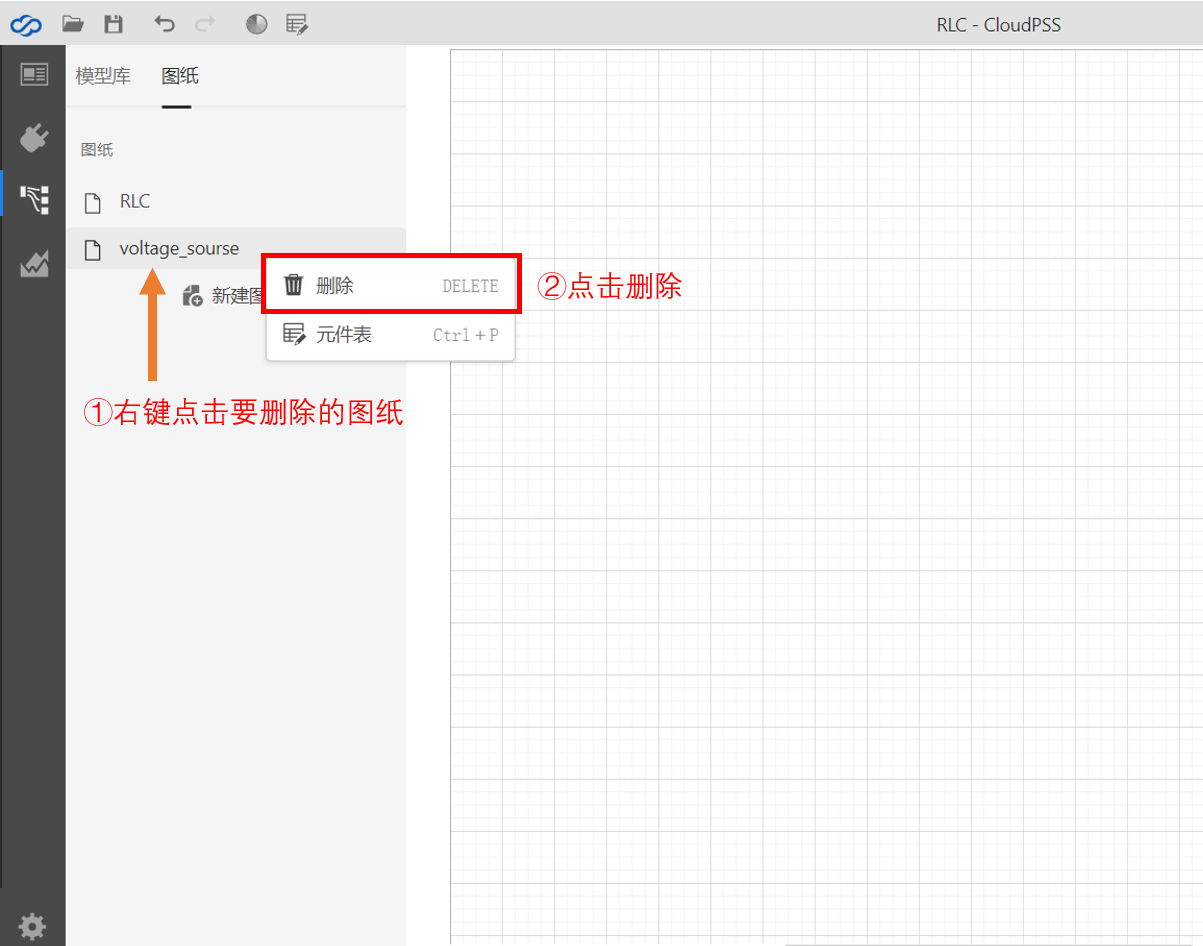 RLC - CloudPSS
模型库 图纸
图纸
RLC
voltage_sourse
删除 DELETE
②点击删除
新建图
元件表 Ctrl+P
①右键点击要删除的图纸